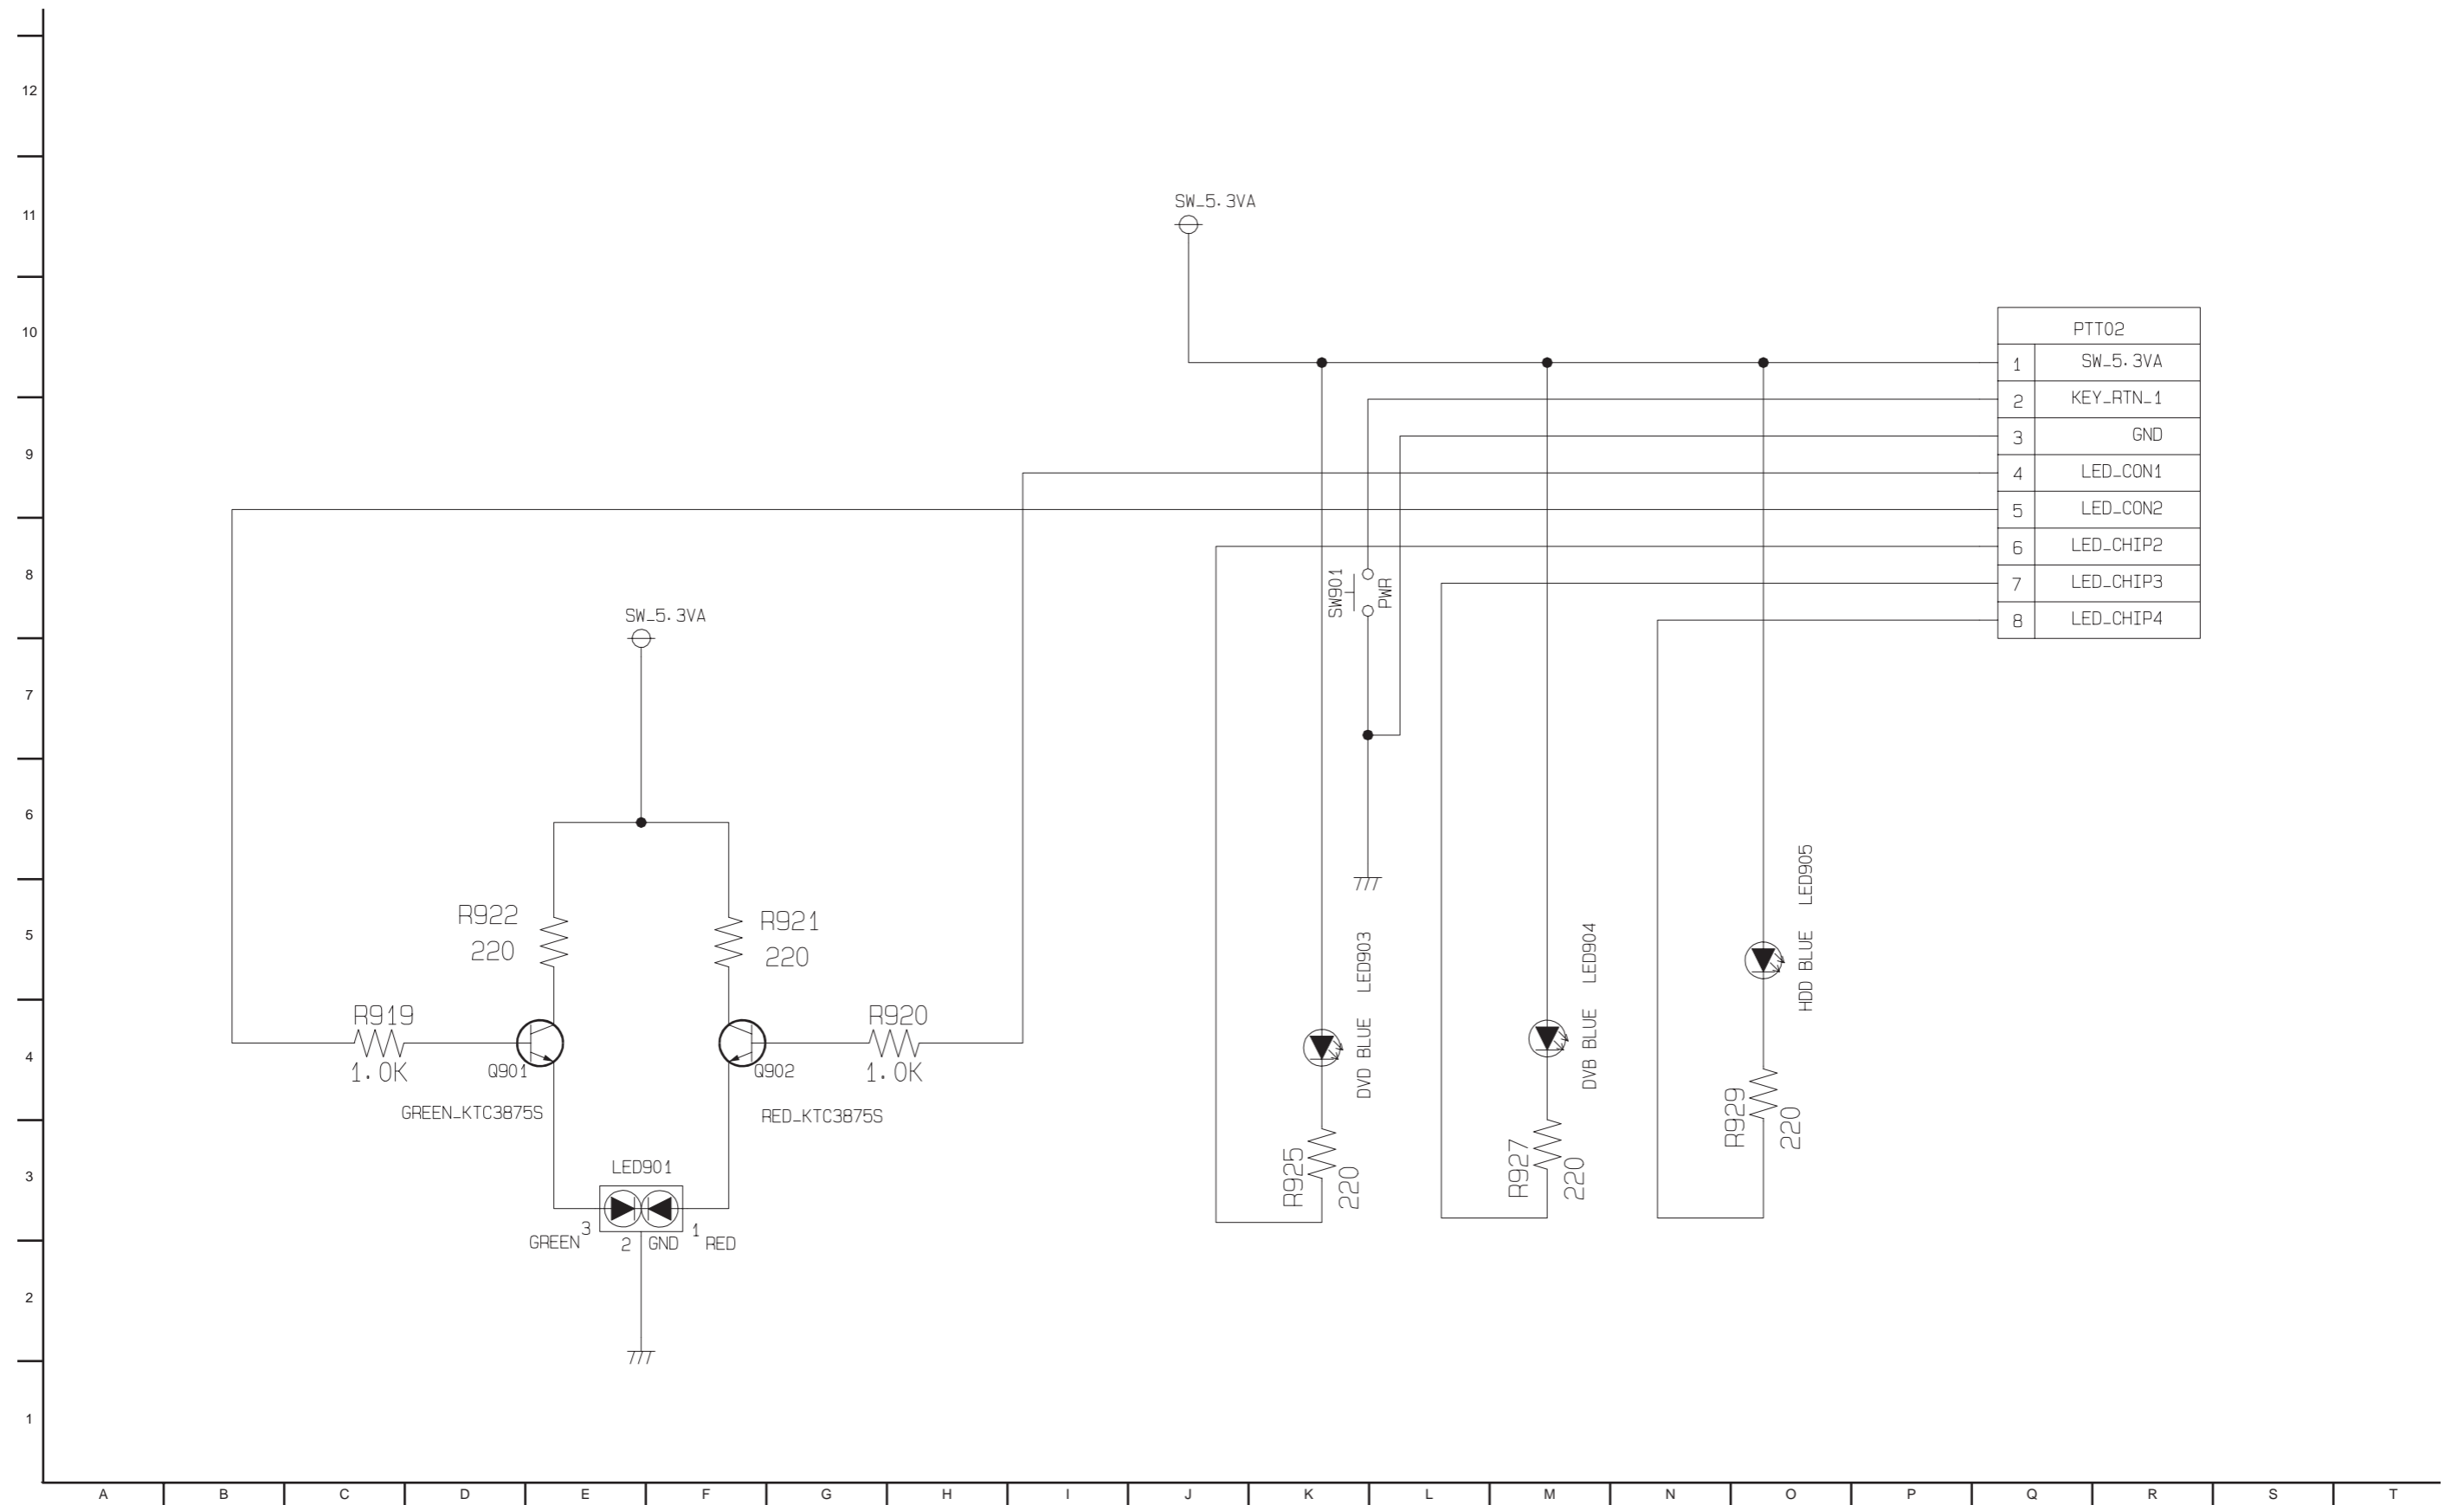 12
11
10
9
8
7
6
5
4
3
2
1
SW_5.3VA
PTT02
1 SW_5.3VA
2 KEY_RTN_1
3 GND
4 LED_CON1
5 LED_CON2
6 LED_CHIP2
7 LED_CHIP3
8 LED_CHIP4
SW901
PWR
SW_5.3VA
R922
220
R921
220
R919
1.0K
R920
1.0K
Q901
Q902
GREEN_KTC3875S
RED_KTC3875S
LED901
GREEN 3
2 GND
1 RED
DVD BLUE LED903
DVB BLUE LED904
HDD BLUE LED905
R925
220
R927
220
R929
220
A B C D E F G H I J K L M N O P Q R S T